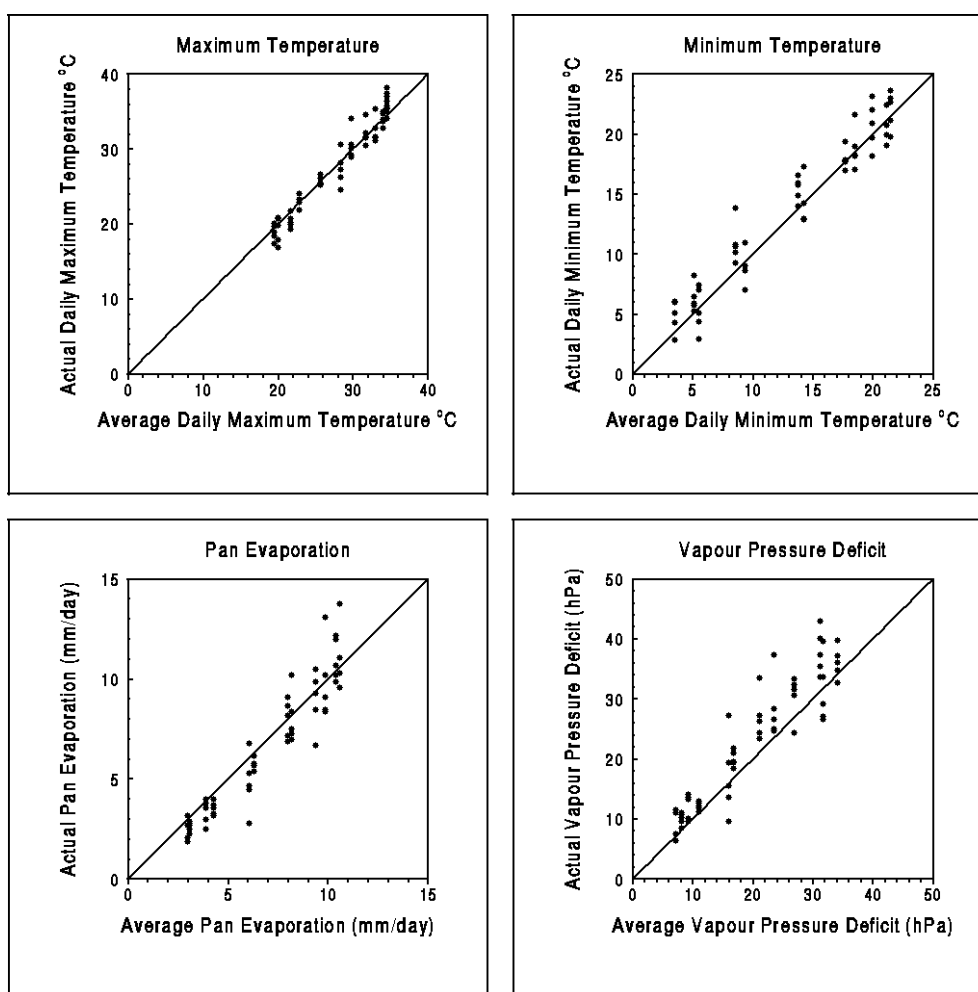 Maximum Temperature
Actual Daily Maximum Temperature °C
40
30
20
10
0
0 10 20 30 40
Average Daily Maximum Temperature °C
Minimum Temperature
Actual Daily Minimum Temperature °C
25
20
15
10
5
0
0 5 10 15 20 25
Average Daily Minimum Temperature °C
Pan Evaporation
Actual Pan Evaporation (mm/day)
15
10
5
0
0 5 10 15
Average Pan Evaporation (mm/day)
Vapour Pressure Deficit
Actual Vapour Pressure Deficit (hPa)
50
40
30
20
10
0
0 10 20 30 40 50
Average Vapour Pressure Deficit (hPa)